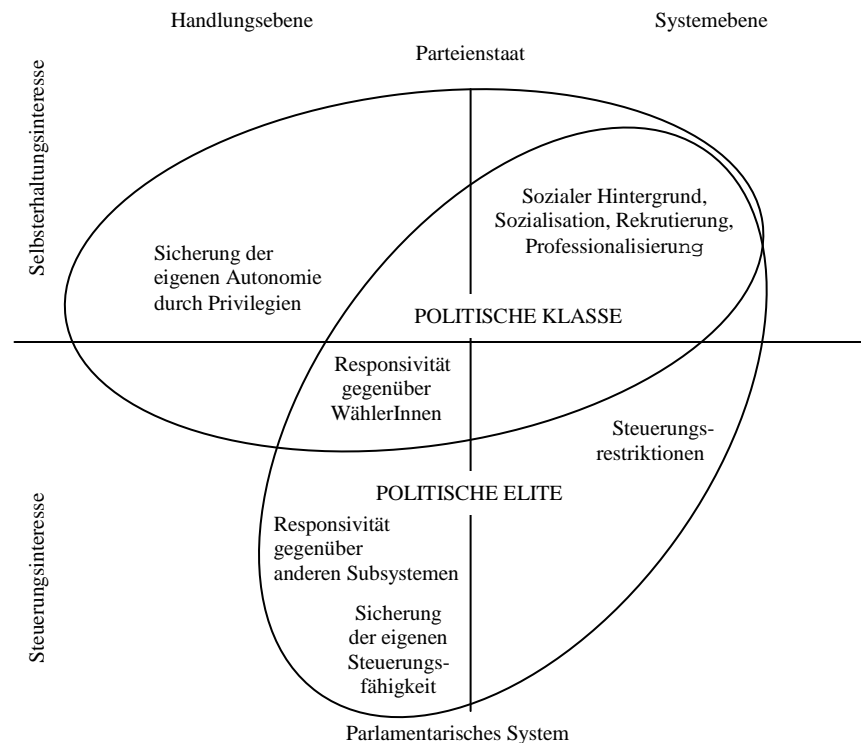 Handlungsebene
Systemebene
Parteienstaat
Selbsterhaltungsinteresse
Sozialer Hintergrund,
Sozialisation, Rekrutierung,
Professionalisierung
Sicherung der
eigenen Autonomie
durch Privilegien
POLITISCHE KLASSE
Responsivität
gegenüber
WählerInnen
Steuerungs-
restriktionen
POLITISCHE ELITE
Steuerungsinteresse
Responsivität
gegenüber
anderen Subsystemen
Sicherung
der eigenen
Steuerungs-
fähigkeit
Parlamentarisches System